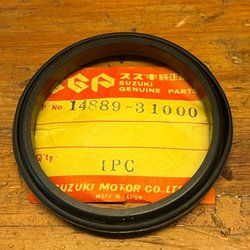 スズキ純正
SUZUKI
GENUINE PARTS
P No 14889-31000
Q'ty
1PC
SUZUKI MOTOR CO.,LTD.
MADE IN JAPAN